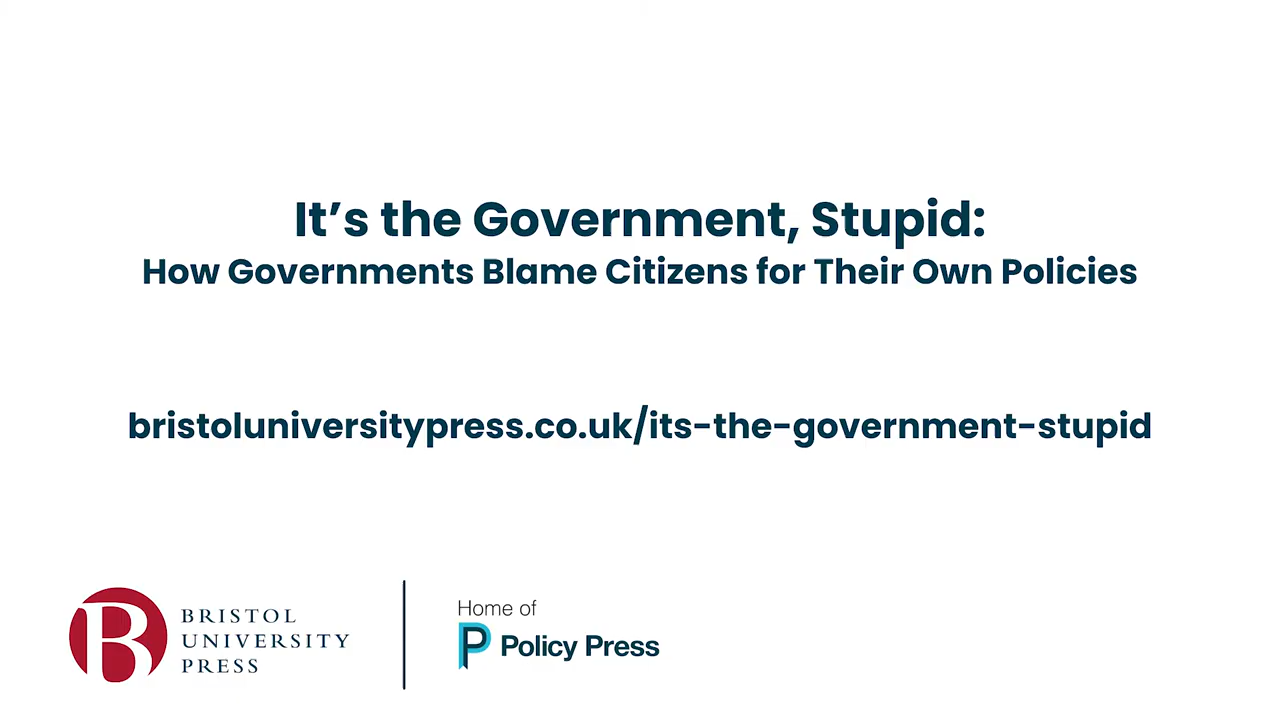 It’s the Government, Stupid:
How Governments Blame Citizens for Their Own Policies
bristoluniversitypress.co.uk/its-the-government-stupid
B
BRISTOL
UNIVERSITY
PRESS
Home of
P Policy Press